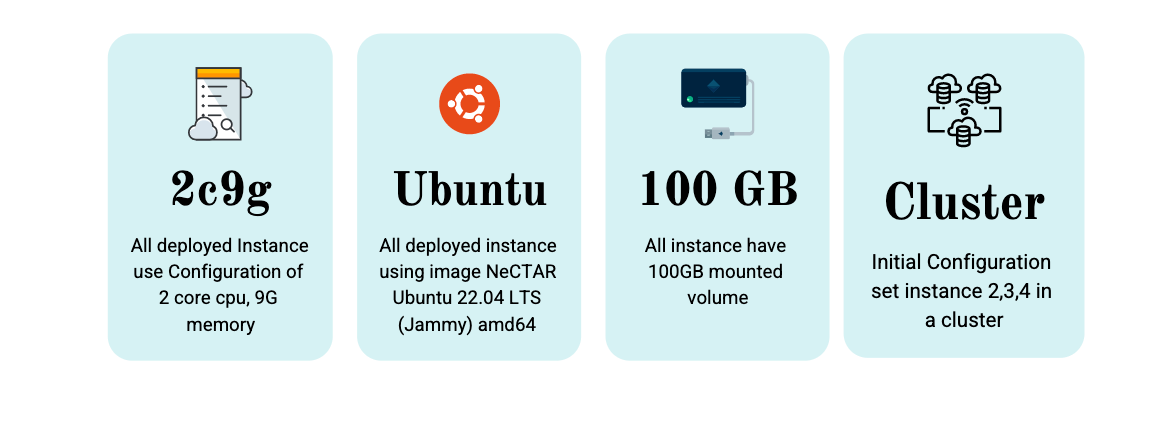 2c9g
All deployed Instance
use Configuration of
2 core cpu, 9G
memory
Ubuntu
All deployed instance
using image NeCTAR
Ubuntu 22.04 LTS
(Jammy) amd64
100 GB
All instance have
100GB mounted
volume
Cluster
Initial Configuration
set instance 2,3,4 in
a cluster